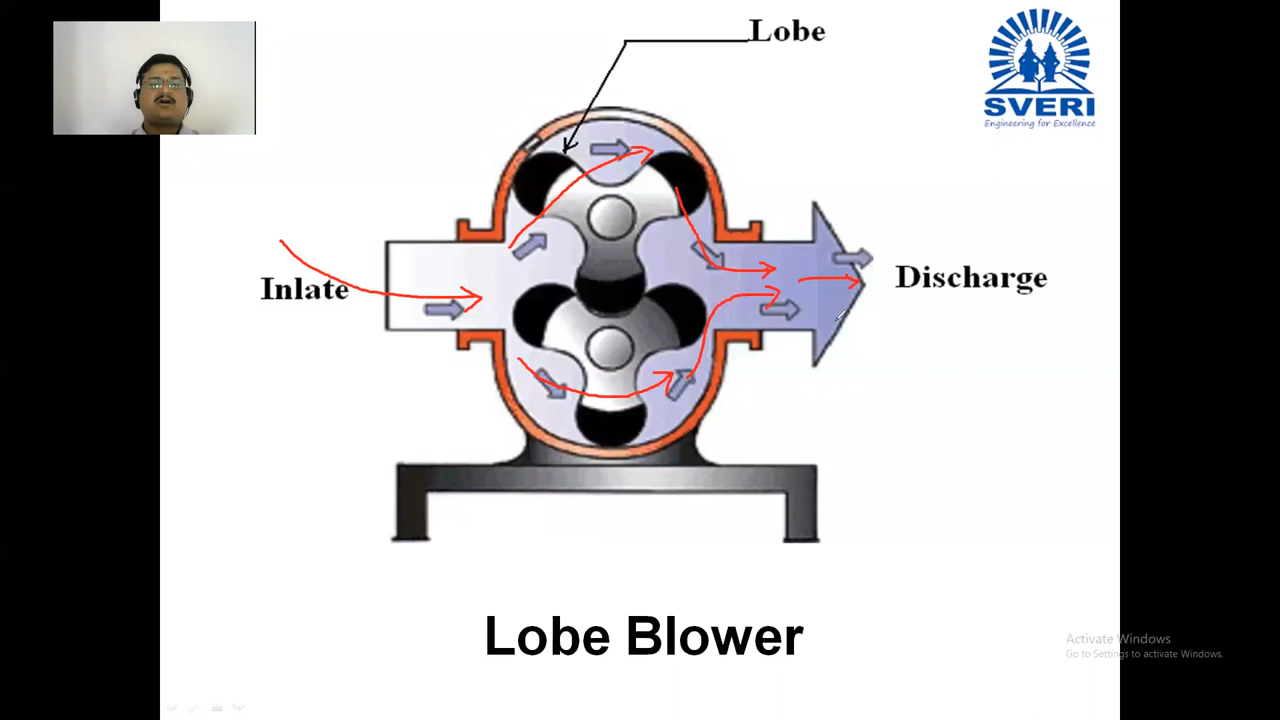 Lobe
SVERI
Engineering for Excellence
Inlate
Discharge
Lobe Blower
Activate Windows
Go to Settings to activate Windows.